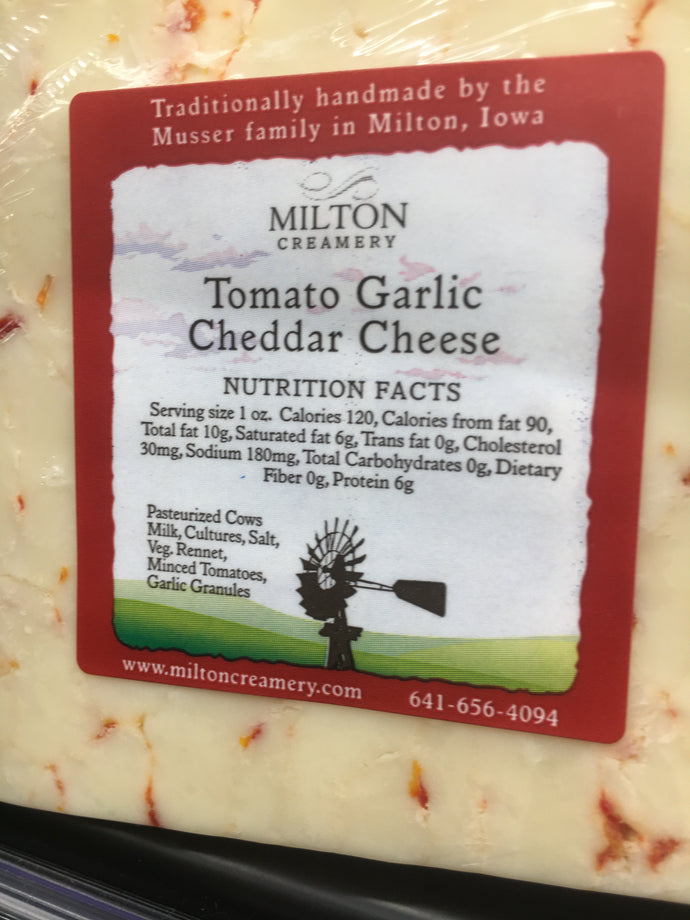 Traditionally handmade by the
Musser family in Milton, Iowa
MILTON
CREAMERY
Tomato Garlic
Cheddar Cheese
NUTRITION FACTS
Serving size 1 oz. Calories 120, Calories from fat 90,
Total fat 10g, Saturated fat 6g, Trans fat 0g, Cholesterol
30mg, Sodium 180mg, Total Carbohydrates 0g, Dietary
Fiber 0g, Protein 6g
Pasteurized Cows
Milk, Cultures, Salt,
Veg. Rennet,
Minced Tomatoes,
Garlic Granules
www.miltoncreamery.com
641-656-4094